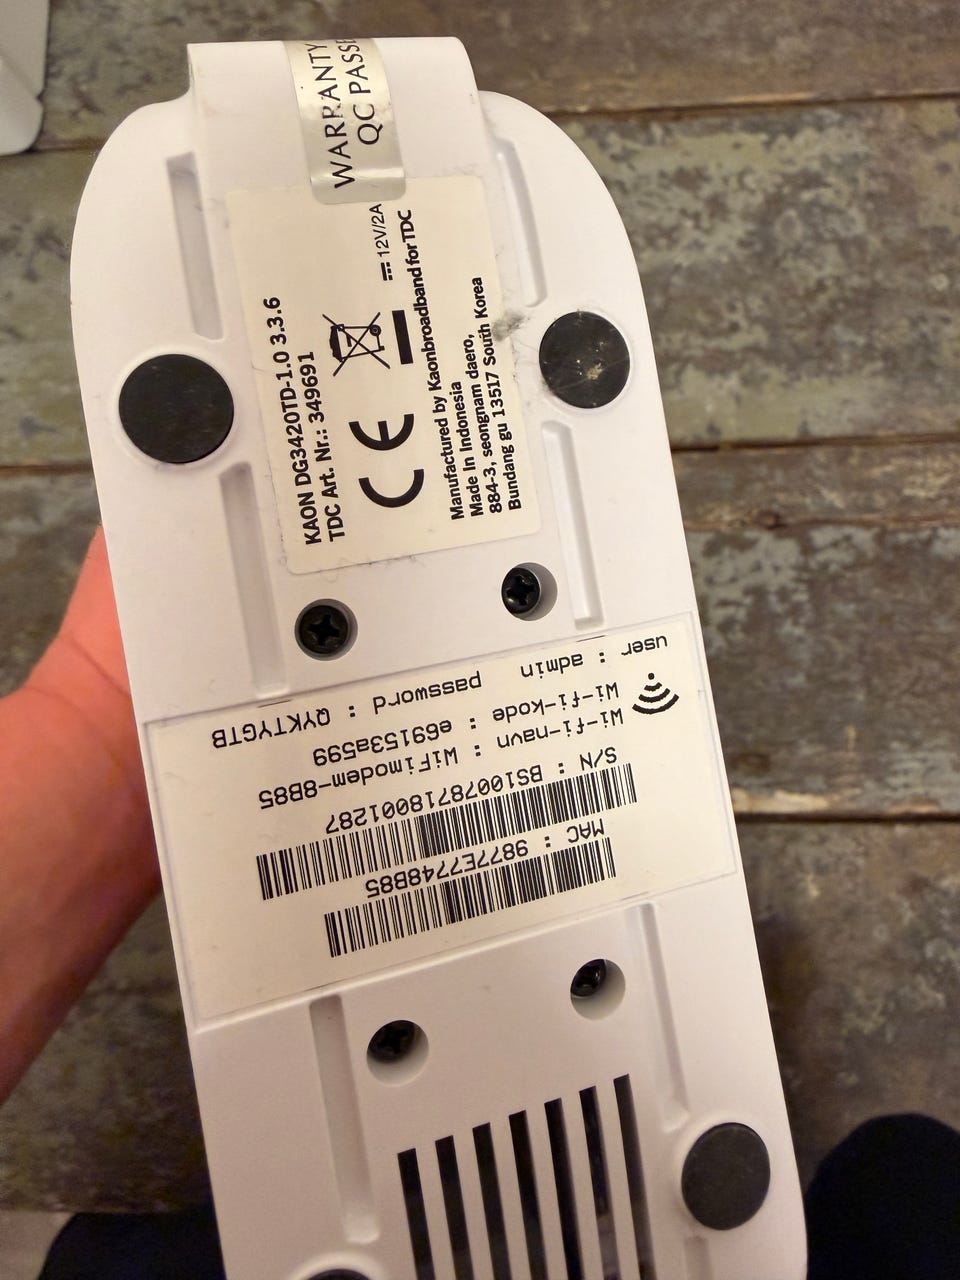 WARRANTY
QC PASSE
KAON DG3420TD-1.0 3.3.6
TDC Art. Nr.: 349691
12V/2A
CE
Manufactured by Kaonbroadband for TDC
Made In Indonesia
884-3, seongnam daero,
Bundang gu 13517 South Korea
MAC : 9877E7748B85
S/N : BS10078718001287
Wi-fi-navn : WiFimodem-8B85
Wi-fi-kode : e69153a599
user : admin password : QYKTYGTB